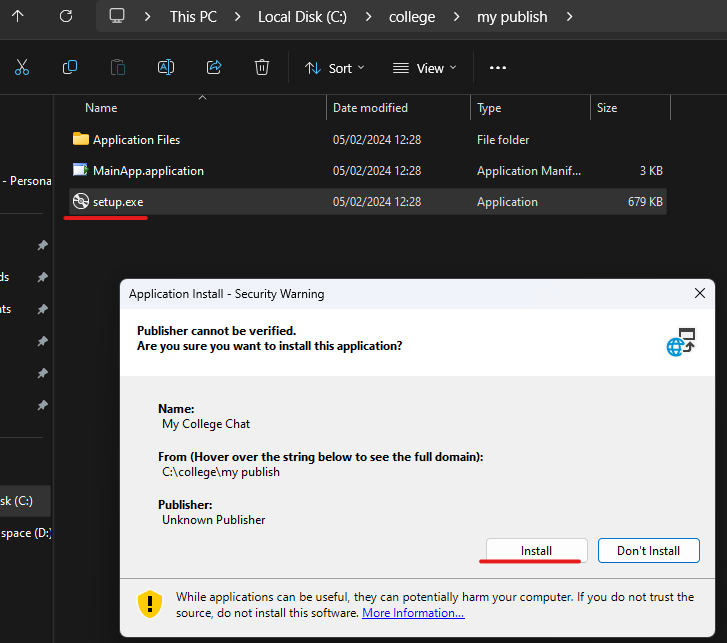 This PC > Local Disk (C:) > college > my publish >
Sort View ...
Name Date modified Type Size
Application Files 05/02/2024 12:28 File folder
MainApp.application 05/02/2024 12:28 Application Manif... 3 KB
- Persona
setup.exe 05/02/2024 12:28 Application 679 KB
ds
nts
sk (C:)
space (D:)
Application Install - Security Warning
Publisher cannot be verified.
Are you sure you want to install this application?
Name:
My College Chat
From (Hover over the string below to see the full domain):
C:\college\my publish
Publisher:
Unknown Publisher
Install Don't Install
While applications can be useful, they can potentially harm your computer. If you do not trust the
source, do not install this software. More Information...